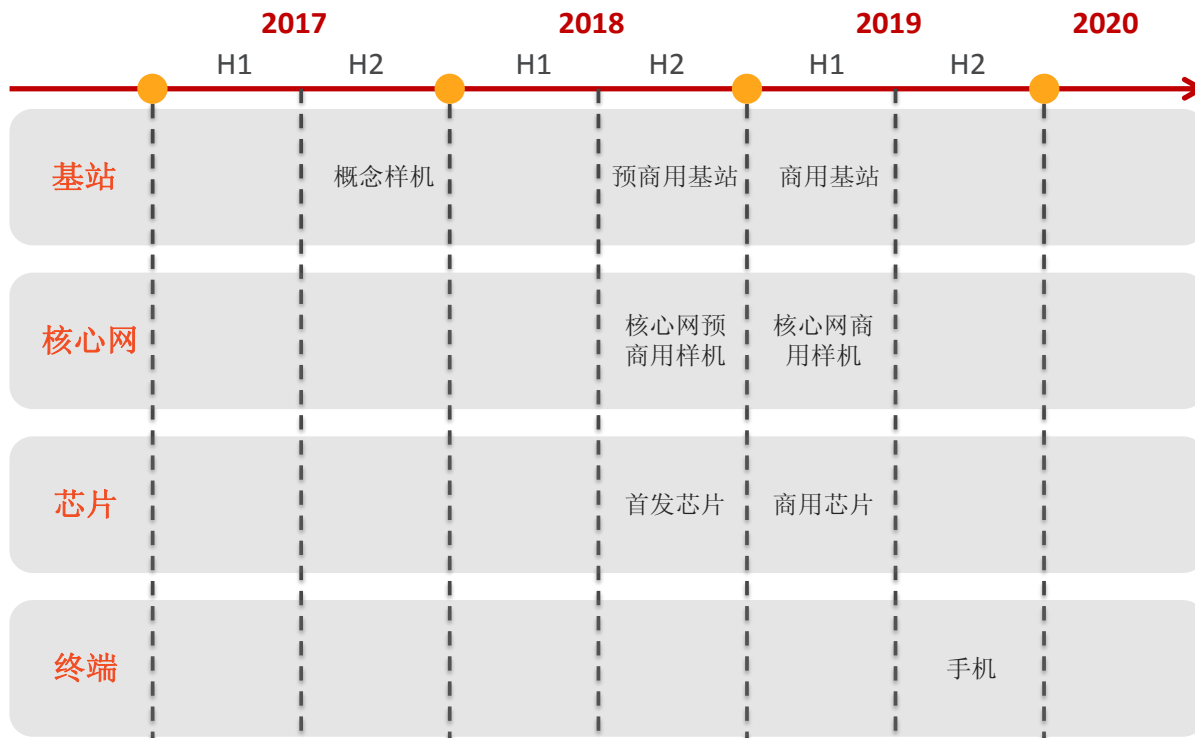 2017 2018 2019 2020
H1 H2 H1 H2 H1 H2
基站 概念样机 预商用基站 商用基站
核心网 核心网预商用样机 核心网商用样机
芯片 首发芯片 商用芯片
终端 手机